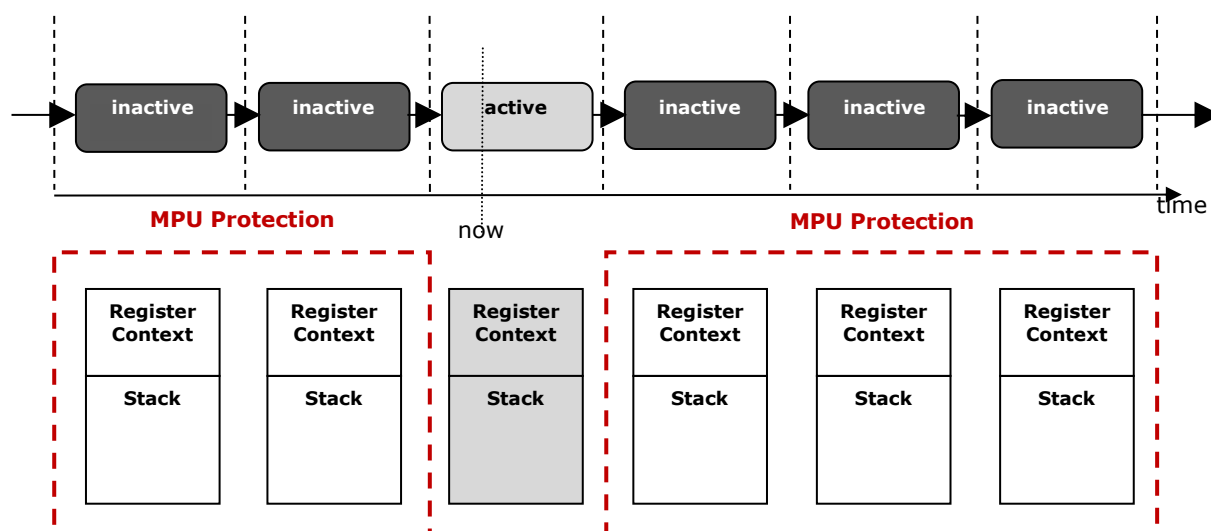 inactive
inactive
active
inactive
inactive
inactive
time
MPU Protection
now
MPU Protection
Register
Context
Stack
Register
Context
Stack
Register
Context
Stack
Register
Context
Stack
Register
Context
Stack
Register
Context
Stack